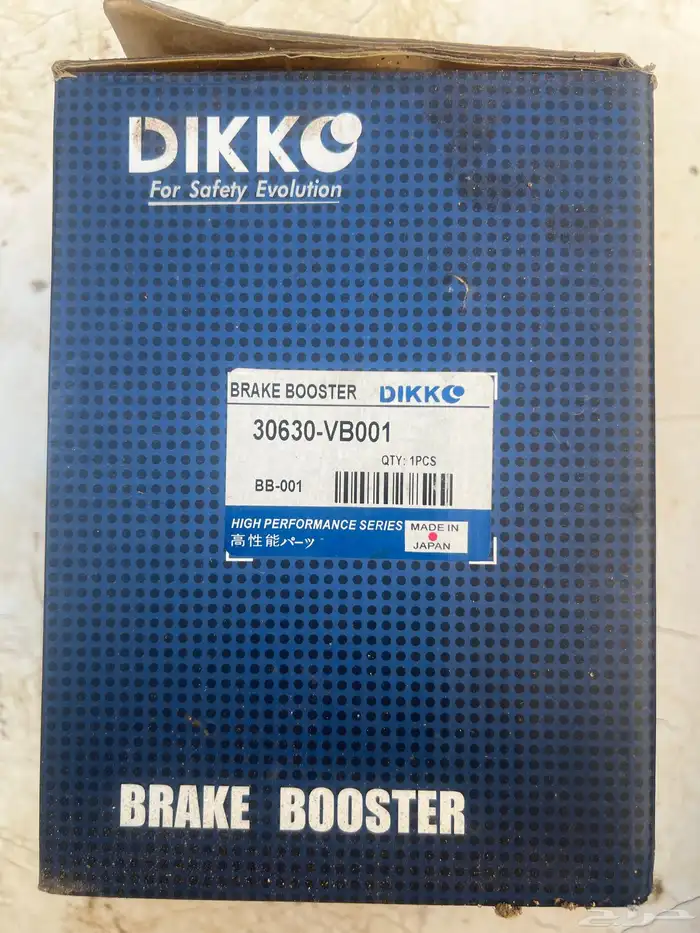 DIKKO
For Safety Evolution
BRAKE BOOSTER DIKKO
30630-VB001
QTY: 1PCS
BB-001
HIGH PERFORMANCE SERIES
MADE IN
JAPAN
高性能パーツ
BRAKE BOOSTER
حراج